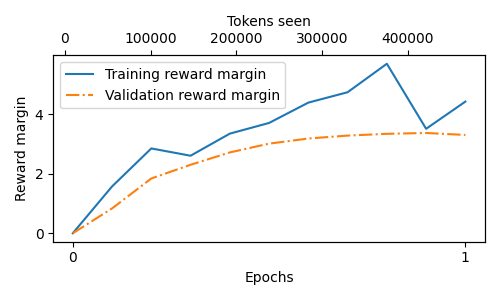 Tokens seen
0 100000 200000 300000 400000
Training reward margin
Validation reward margin
Reward margin
4
2
0
0 1
Epochs